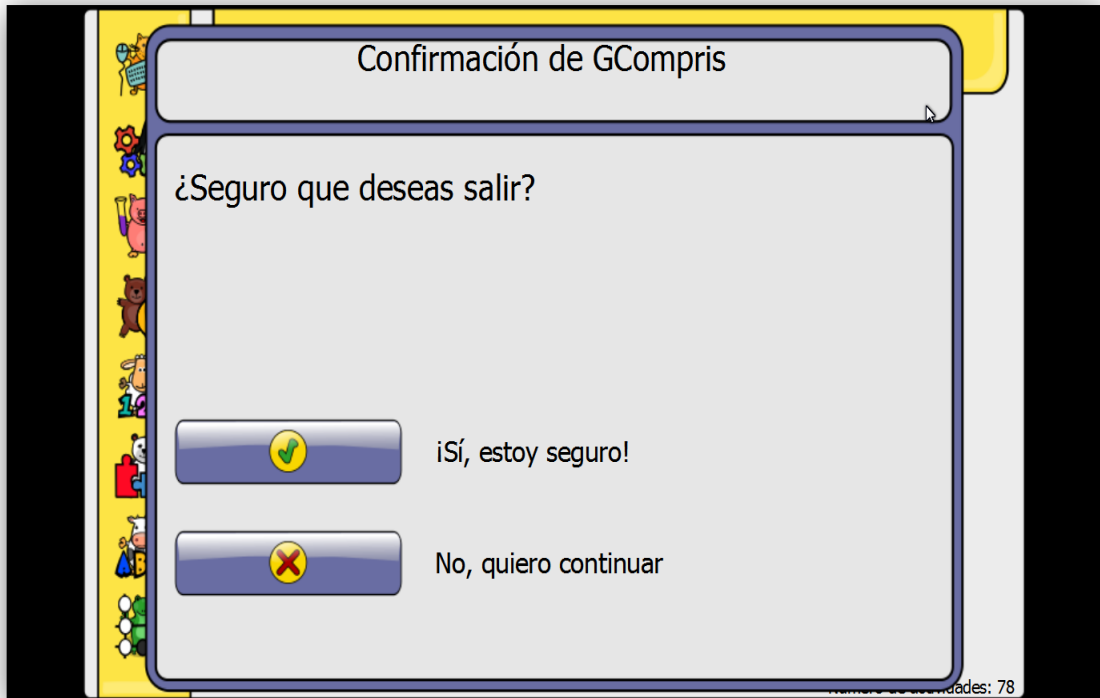 Confirmación de GCompris
¿Seguro que deseas salir?
¡Sí, estoy seguro!
No, quiero continuar
78